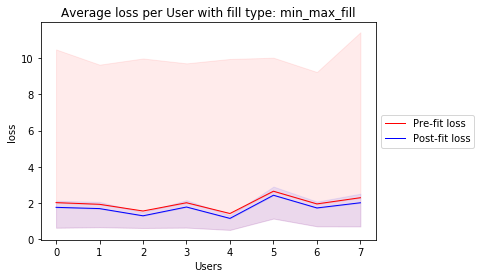 Average loss per User with fill type: min_max_fill
loss
10
8
6
4
2
0
0 1 2 3 4 5 6 7
Users
Pre-fit loss
Post-fit loss